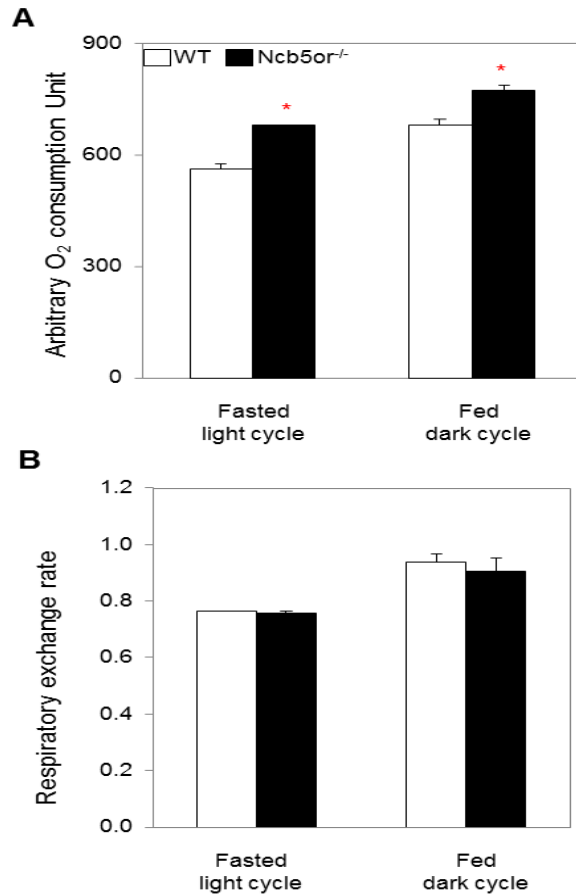 A
Arbitrary O₂ consumption Unit
900
600
300
0
WT Ncb5or⁻/⁻
*
*
Fasted
light cycle
Fed
dark cycle
B
Respiratory exchange rate
1.2
1.0
0.8
0.6
0.4
0.2
0.0
Fasted
light cycle
Fed
dark cycle